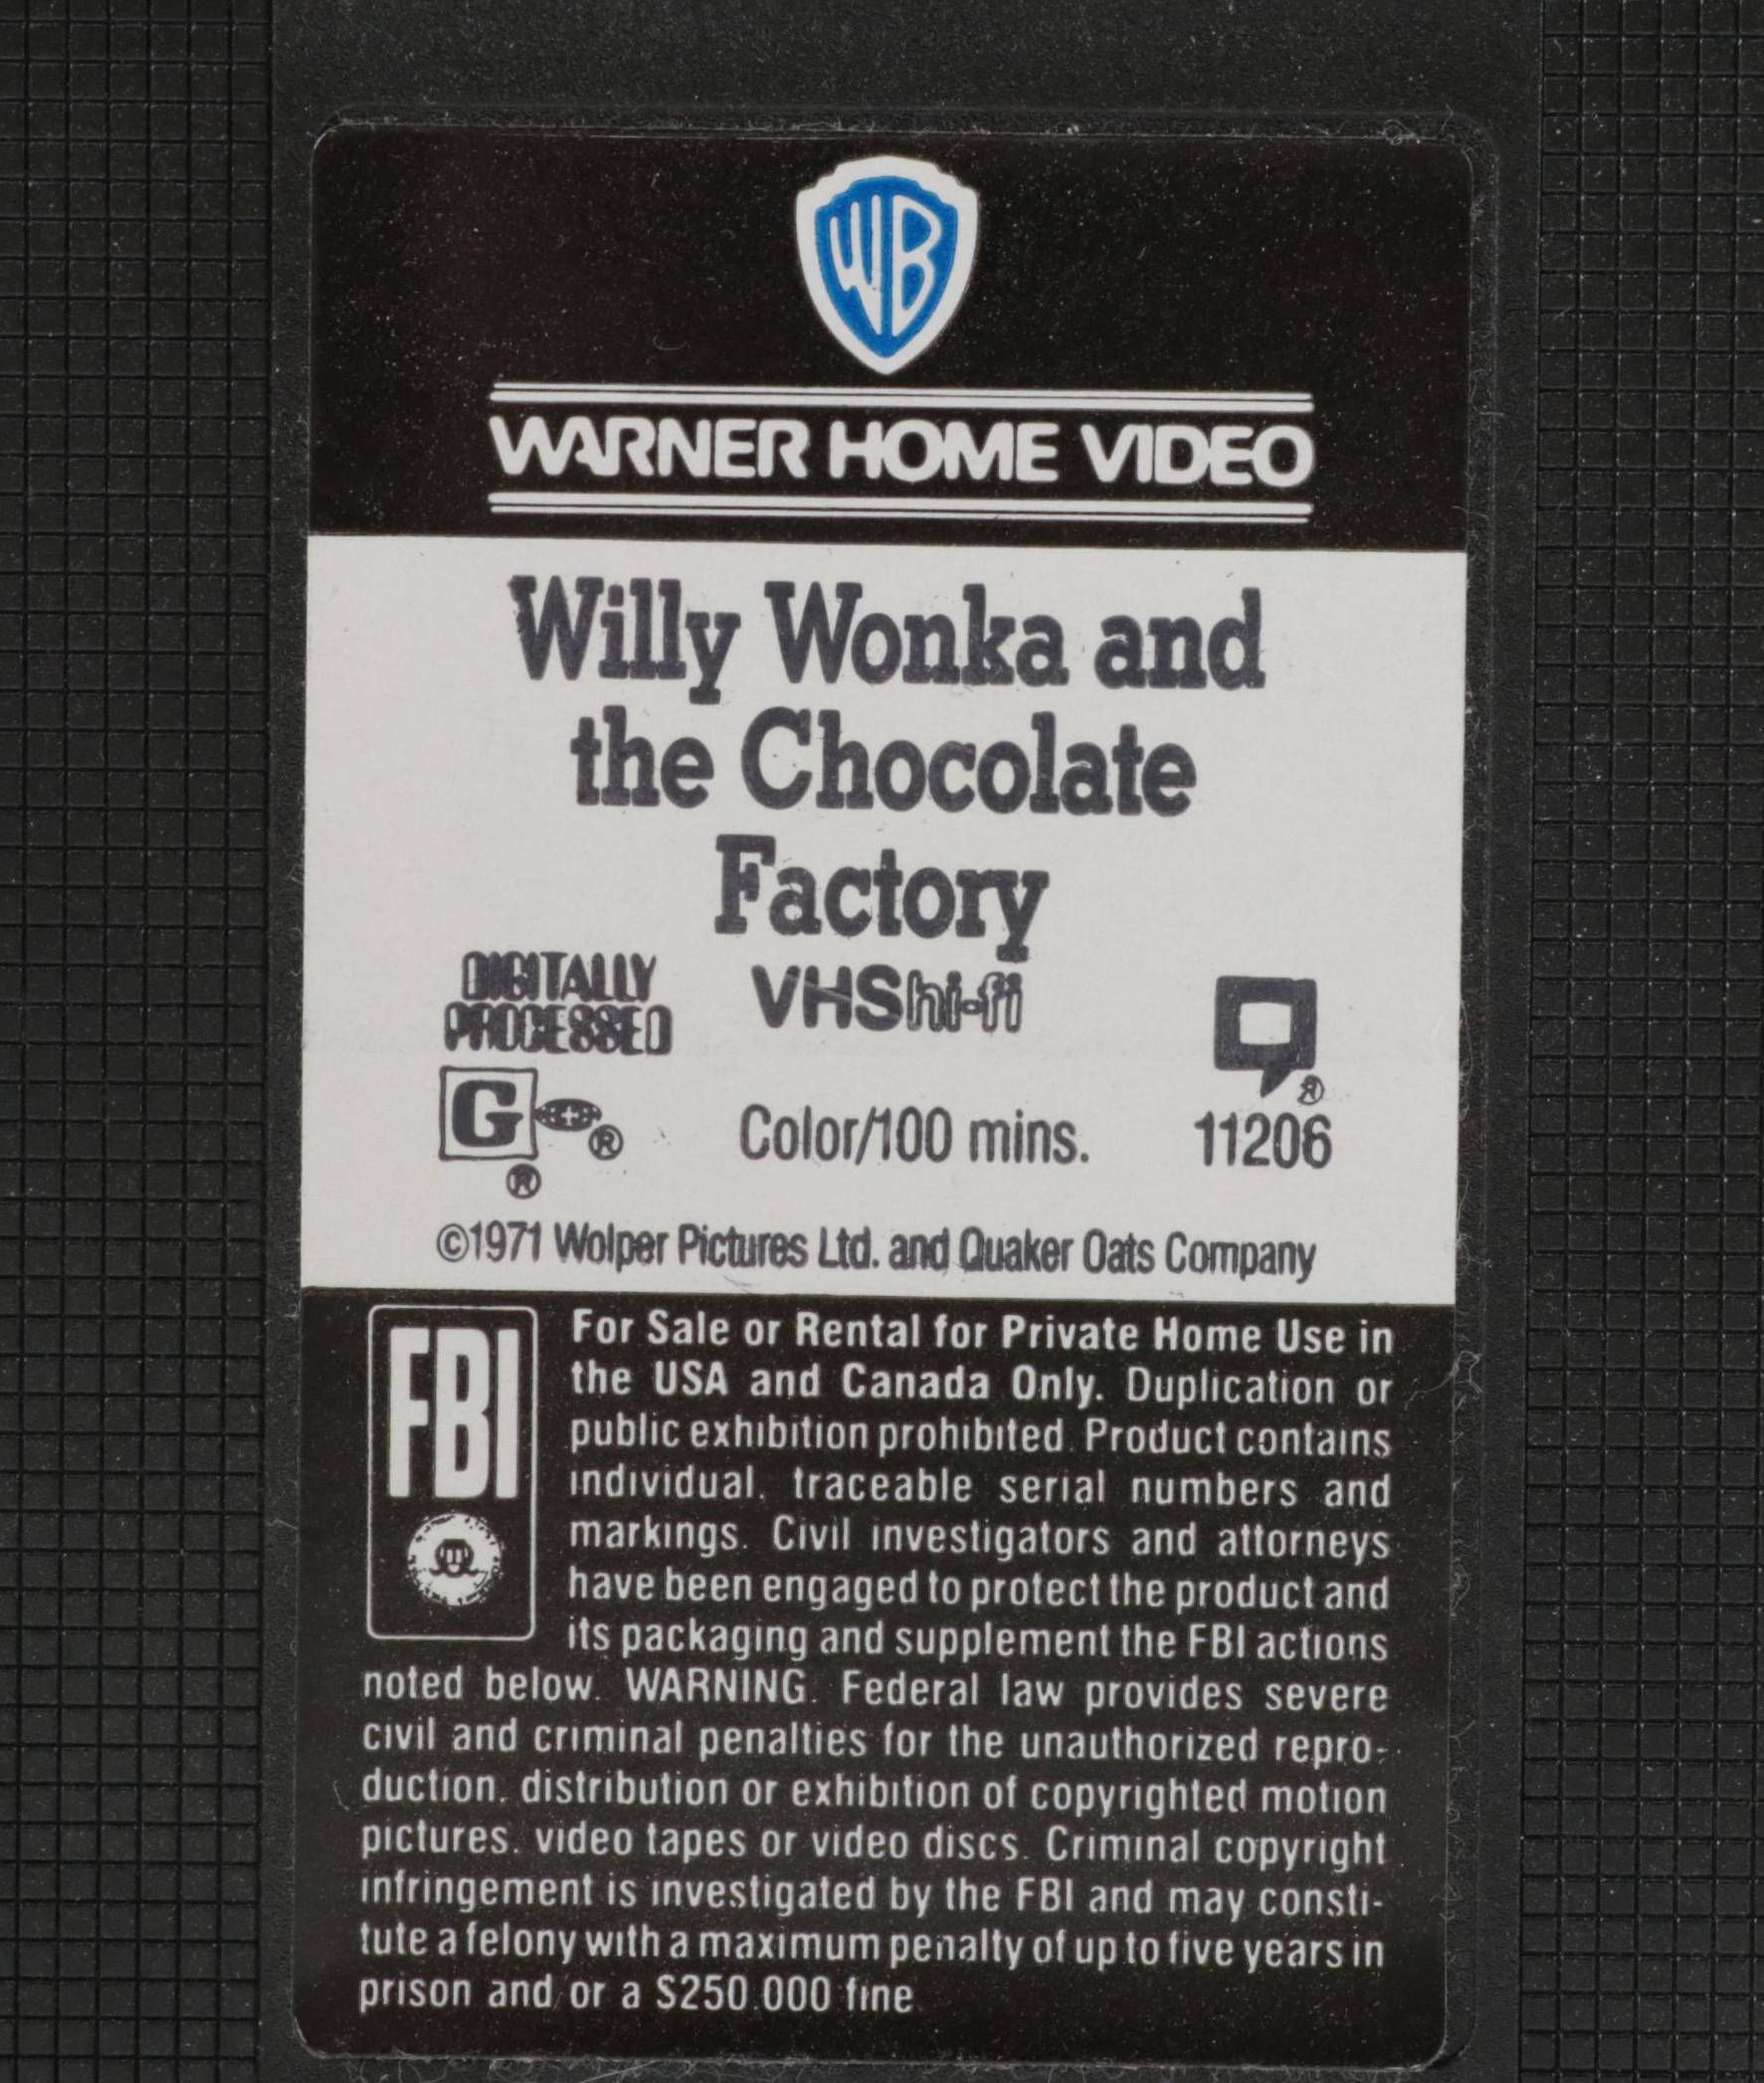 WB
WARNER HOME VIDEO
Willy Wonka and
the Chocolate
Factory
DIGITALLY
PROCESSED
VHS hi-fi
G
®
®
Color/100 mins.
®
11206
©1971 Wolper Pictures Ltd. and Quaker Oats Company
FBI
For Sale or Rental for Private Home Use in
the USA and Canada Only. Duplication or
public exhibition prohibited. Product contains
individual, traceable serial numbers and
markings. Civil investigators and attorneys
have been engaged to protect the product and
its packaging and supplement the FBI actions
noted below. WARNING. Federal law provides severe
civil and criminal penalties for the unauthorized repro-
duction, distribution or exhibition of copyrighted motion
pictures, video tapes or video discs. Criminal copyright
infringement is investigated by the FBI and may consti-
tute a felony with a maximum penalty of up to five years in
prison and or a $250.000 fine